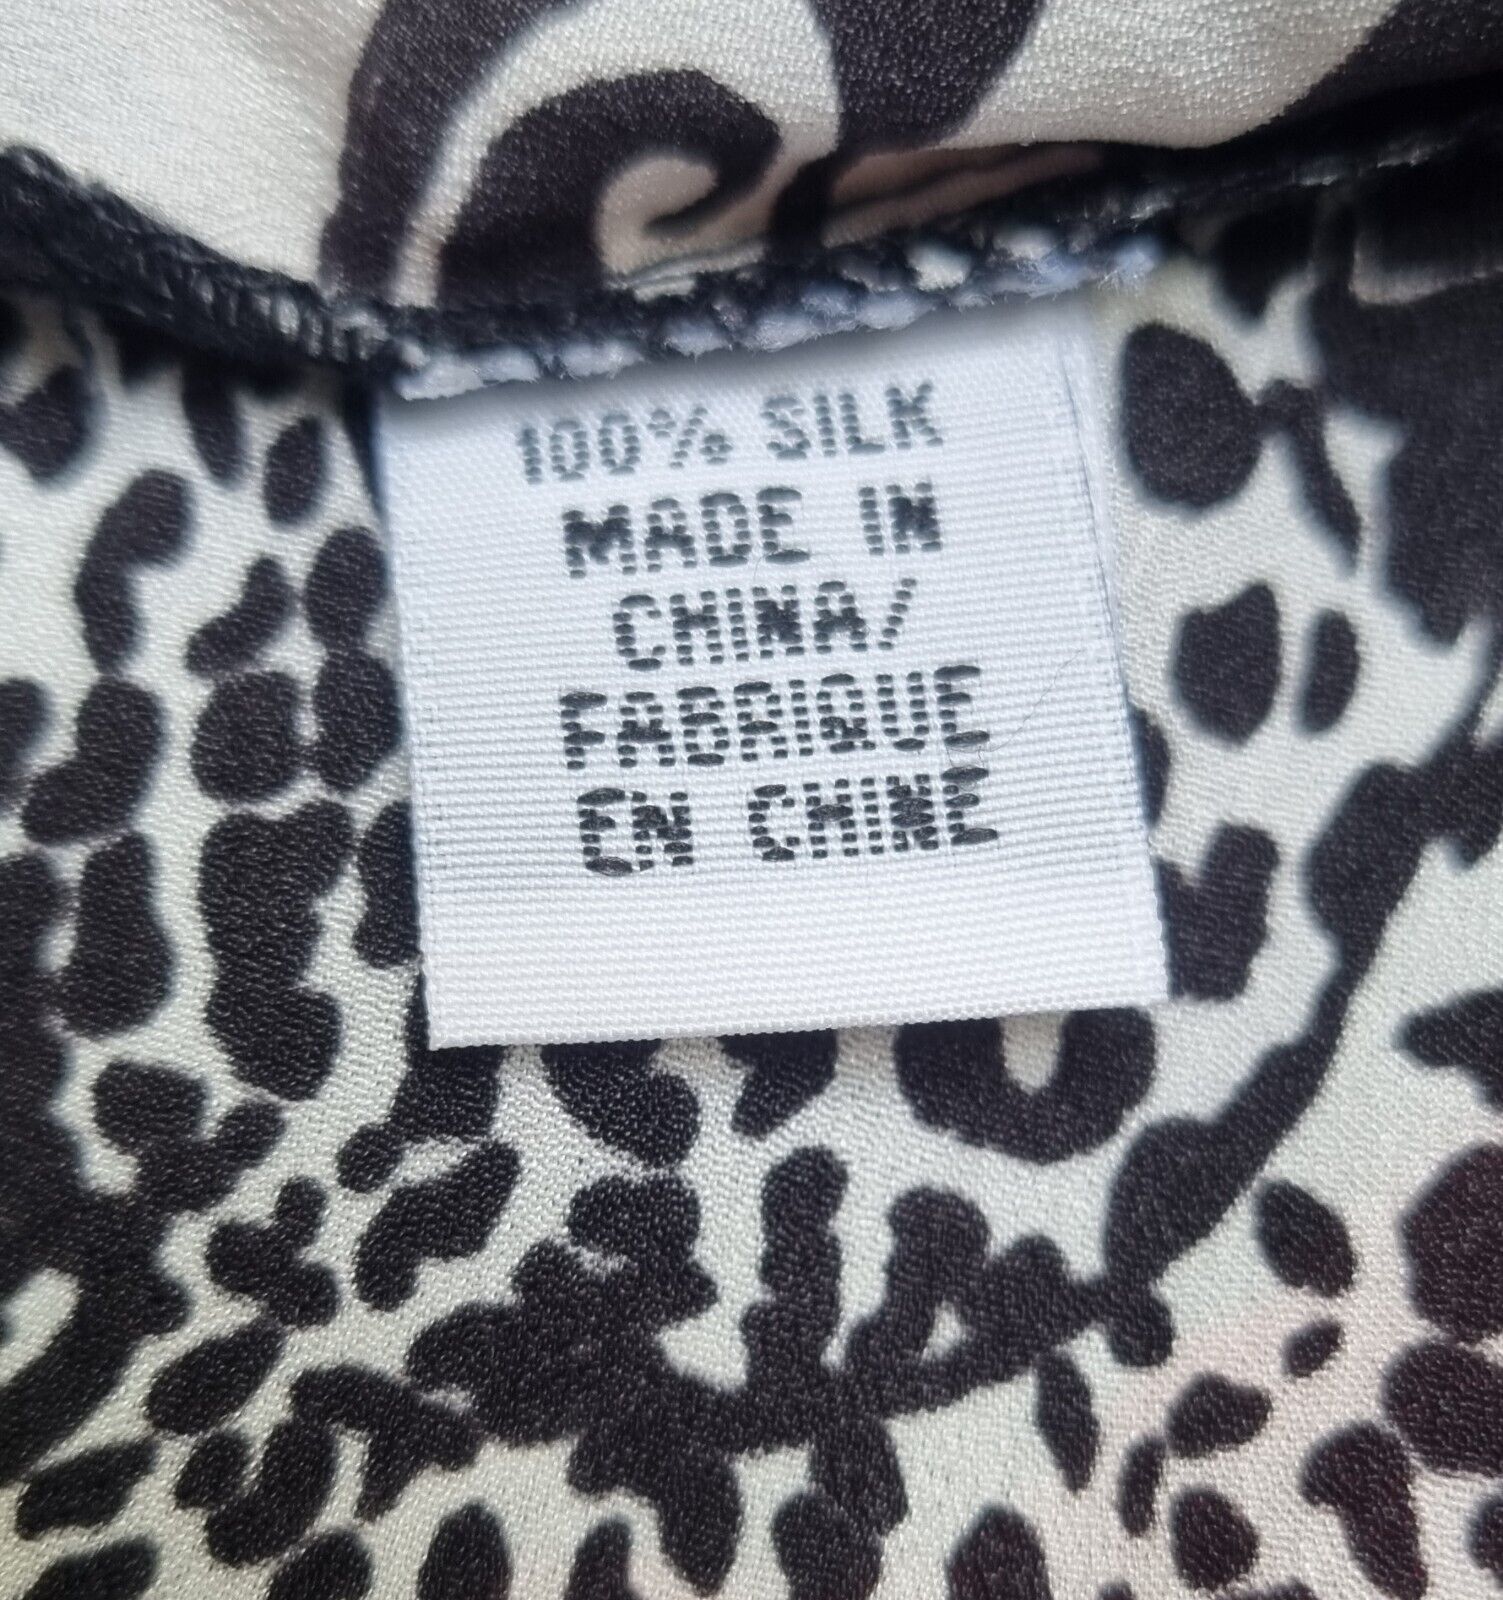 100% SILK
MADE IN
CHINA/
FABRIQUE
EN CHINE